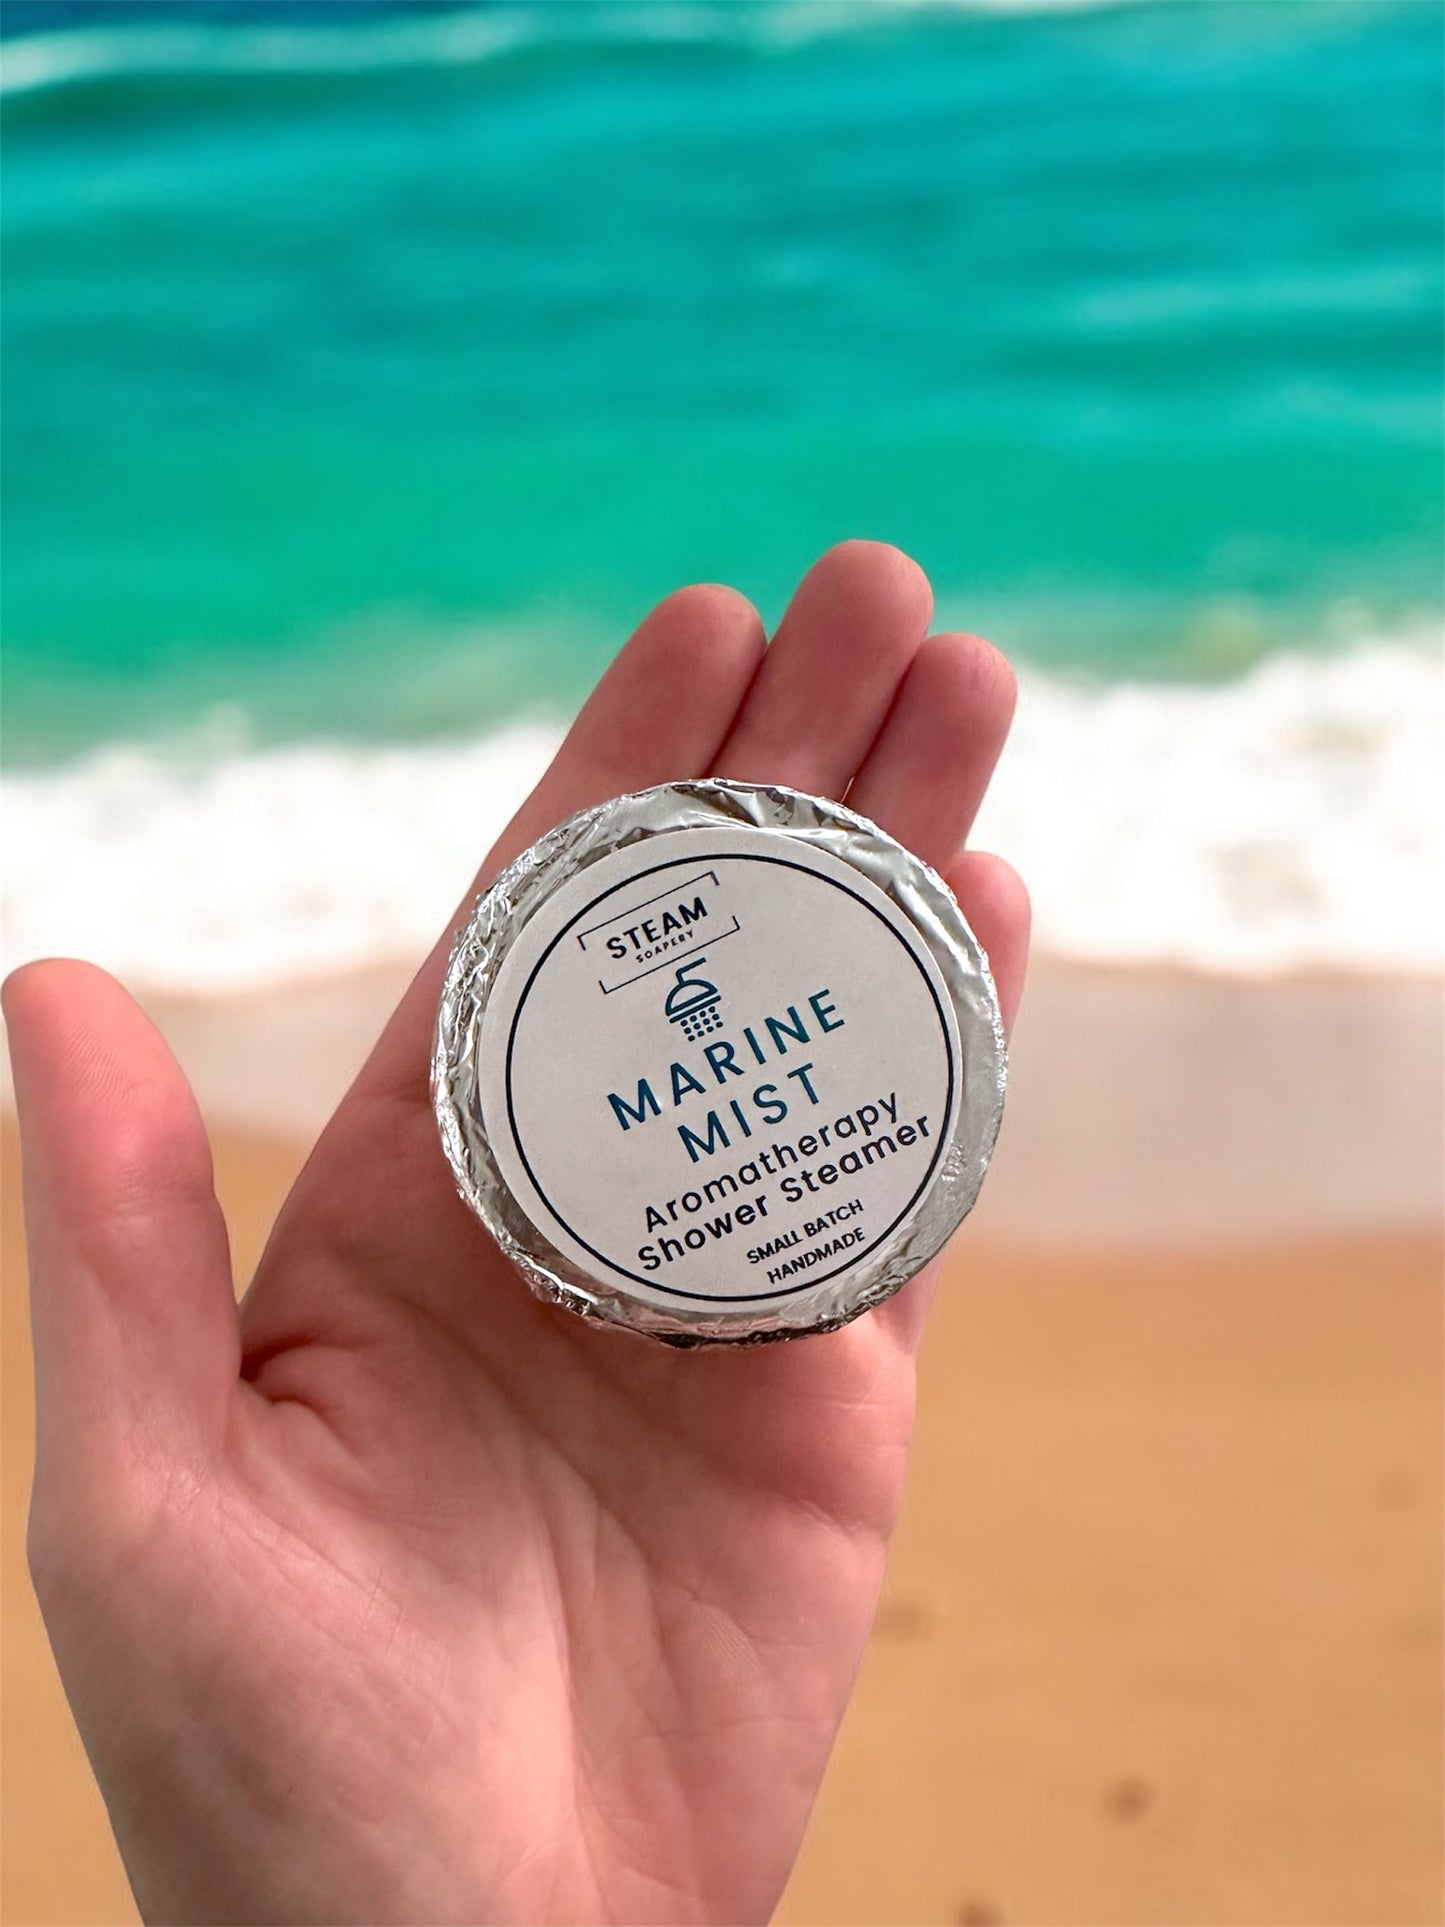 STEAM
SOAPERY
MARINE
MIST
Aromatherapy
Shower Steamer
SMALL BATCH
HANDMADE